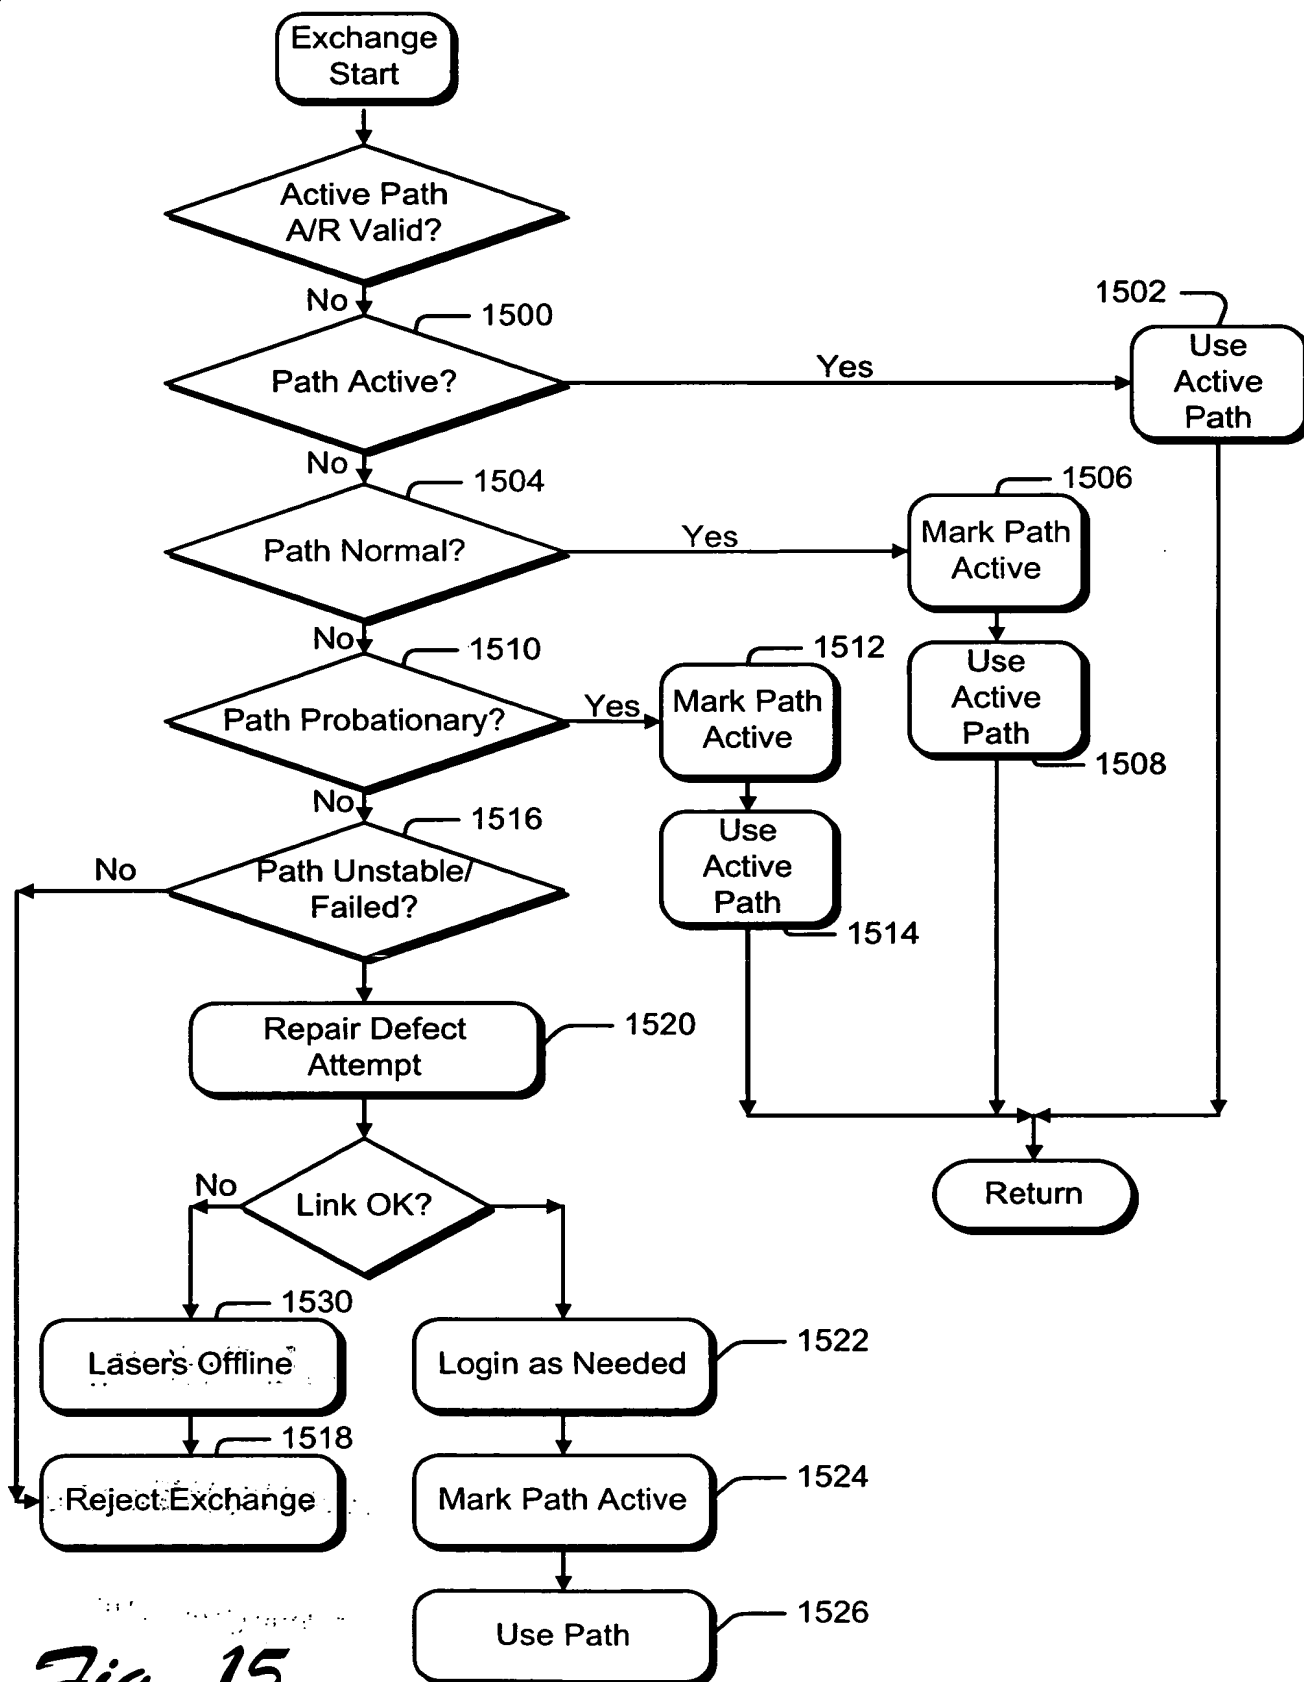 Exchange
Start
Active Path
A/R Valid?
No
1500
1502
Path Active?
Yes
Use
Active
Path
No
1504
1506
Path Normal?
Yes
Mark Path
Active
No
1510
1512
Use
Active
Path
1508
Path Probationary?
Yes
Mark Path
Active
No
1516
Use
Active
Path
1514
No
Path Unstable/
Failed?
Repair Defect
Attempt
1520
No
Link OK?
Return
1530
Lasers Offline
Login as Needed
1522
1518
Reject Exchange
Mark Path Active
1524
Use Path
1526
Fig. 15